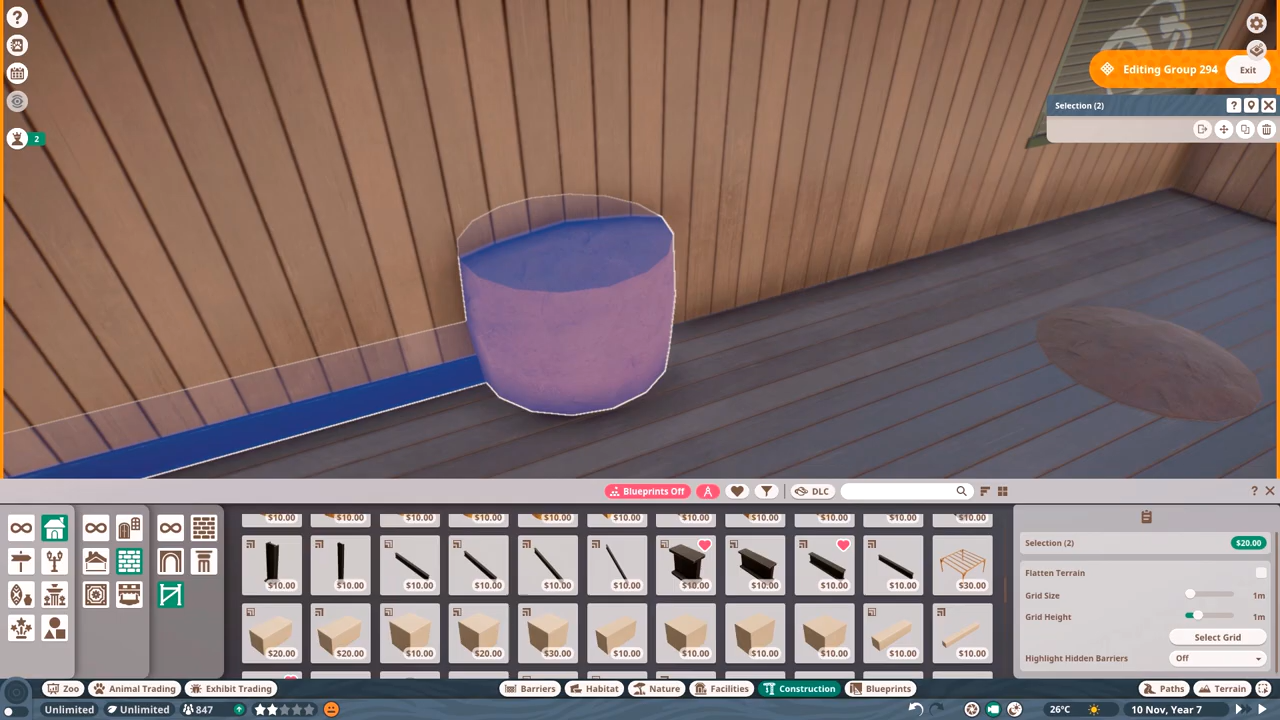 ?
Editing Group 294
Exit
Selection (2)
?
2
Blueprints Off
DLC
?
$10.00 $10.00 $10.00 $10.00 $10.00 $10.00 $10.00 $10.00 $10.00 $10.00 $10.00
$10.00 $10.00 $10.00 $10.00 $10.00 $10.00 $10.00 $10.00 $10.00 $10.00 $30.00
$20.00 $20.00 $10.00 $20.00 $30.00 $10.00 $10.00 $10.00 $10.00 $10.00 $10.00
Selection (2) $20.00
Flatten Terrain
Grid Size 1m
Grid Height 1m
Select Grid
Highlight Hidden Barriers Off
Zoo Animal Trading Exhibit Trading Barriers Habitat Nature Facilities Construction Blueprints Paths Terrain
Unlimited Unlimited 847 26°C 10 Nov, Year 7